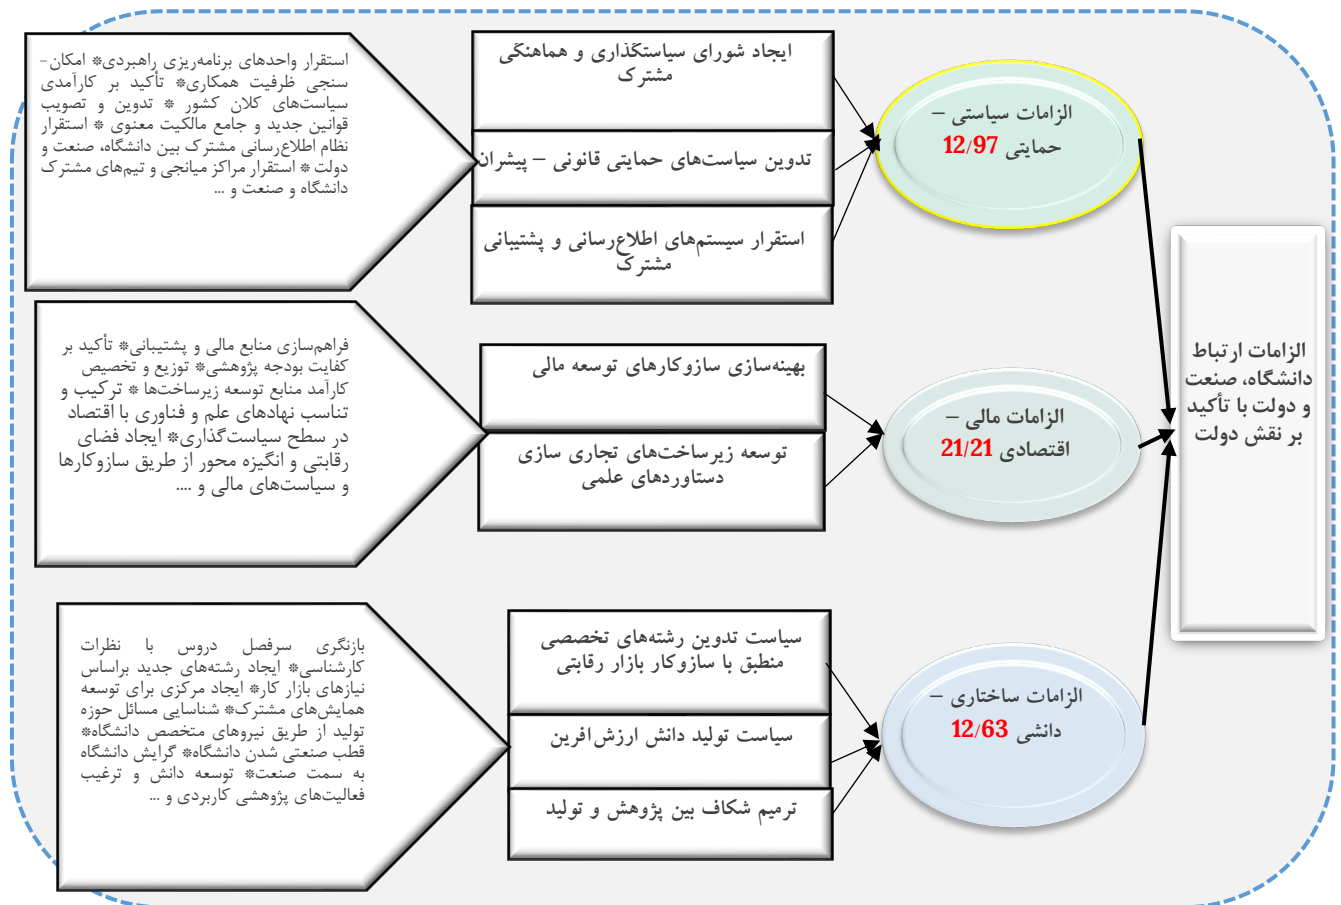 الزامات ارتباط
دانشگاه، صنعت
و دولت با تأکید
بر نقش دولت
الزامات سیاستی –
حمایتی 12/97
ایجاد شورای سیاستگذاری و هماهنگی
مشترک
تدوین سیاست‌های حمایتی قانونی – پیشران
استقرار سیستم‌های اطلاع‌رسانی و پشتیبانی
مشترک
استقرار واحدهای برنامه‌ریزی راهبردی* امکان–
سنجی ظرفیت همکاری* تأکید بر کارآمدی
سیاست‌های کلان کشور * تدوین و تصویب
قوانین جدید و جامع مالکیت معنوی * استقرار
نظام اطلاع‌رسانی مشترک بین دانشگاه، صنعت و
دولت * استقرار مراکز میانجی و تیم‌های مشترک
دانشگاه و صنعت و ...
الزامات مالی –
اقتصادی 21/21
بهینه‌سازی سازوکارهای توسعه مالی
توسعه زیرساخت‌های تجاری سازی
دستاوردهای علمی
فراهم‌سازی منابع مالی و پشتیبانی* تأکید بر
کفایت بودجه پژوهشی* توزیع و تخصیص
کارآمد منابع توسعه زیرساخت‌ها * ترکیب و
تناسب نهادهای علم و فناوری با اقتصاد
در سطح سیاست‌گذاری* ایجاد فضای
رقابتی و انگیزه محور از طریق سازوکارها
و سیاست‌های مالی و ....
الزامات ساختاری –
دانشی 12/63
سیاست تدوین رشته‌های تخصصی
منطبق با سازوکار بازار رقابتی
سیاست تولید دانش ارزش‌افرین
ترمیم شکاف بین پژوهش و تولید
بازنگری سرفصل دروس با نظرات
کارشناسی* ایجاد رشته‌های جدید براساس
نیازهای بازار کار* ایجاد مرکزی برای توسعه
همایش‌های مشترک* شناسایی مسائل حوزه
تولید از طریق نیروهای متخصص دانشگاه*
قطب صنعتی شدن دانشگاه* گرایش دانشگاه
به سمت صنعت* توسعه دانش و ترغیب
فعالیت‌های پژوهشی کاربردی و ...